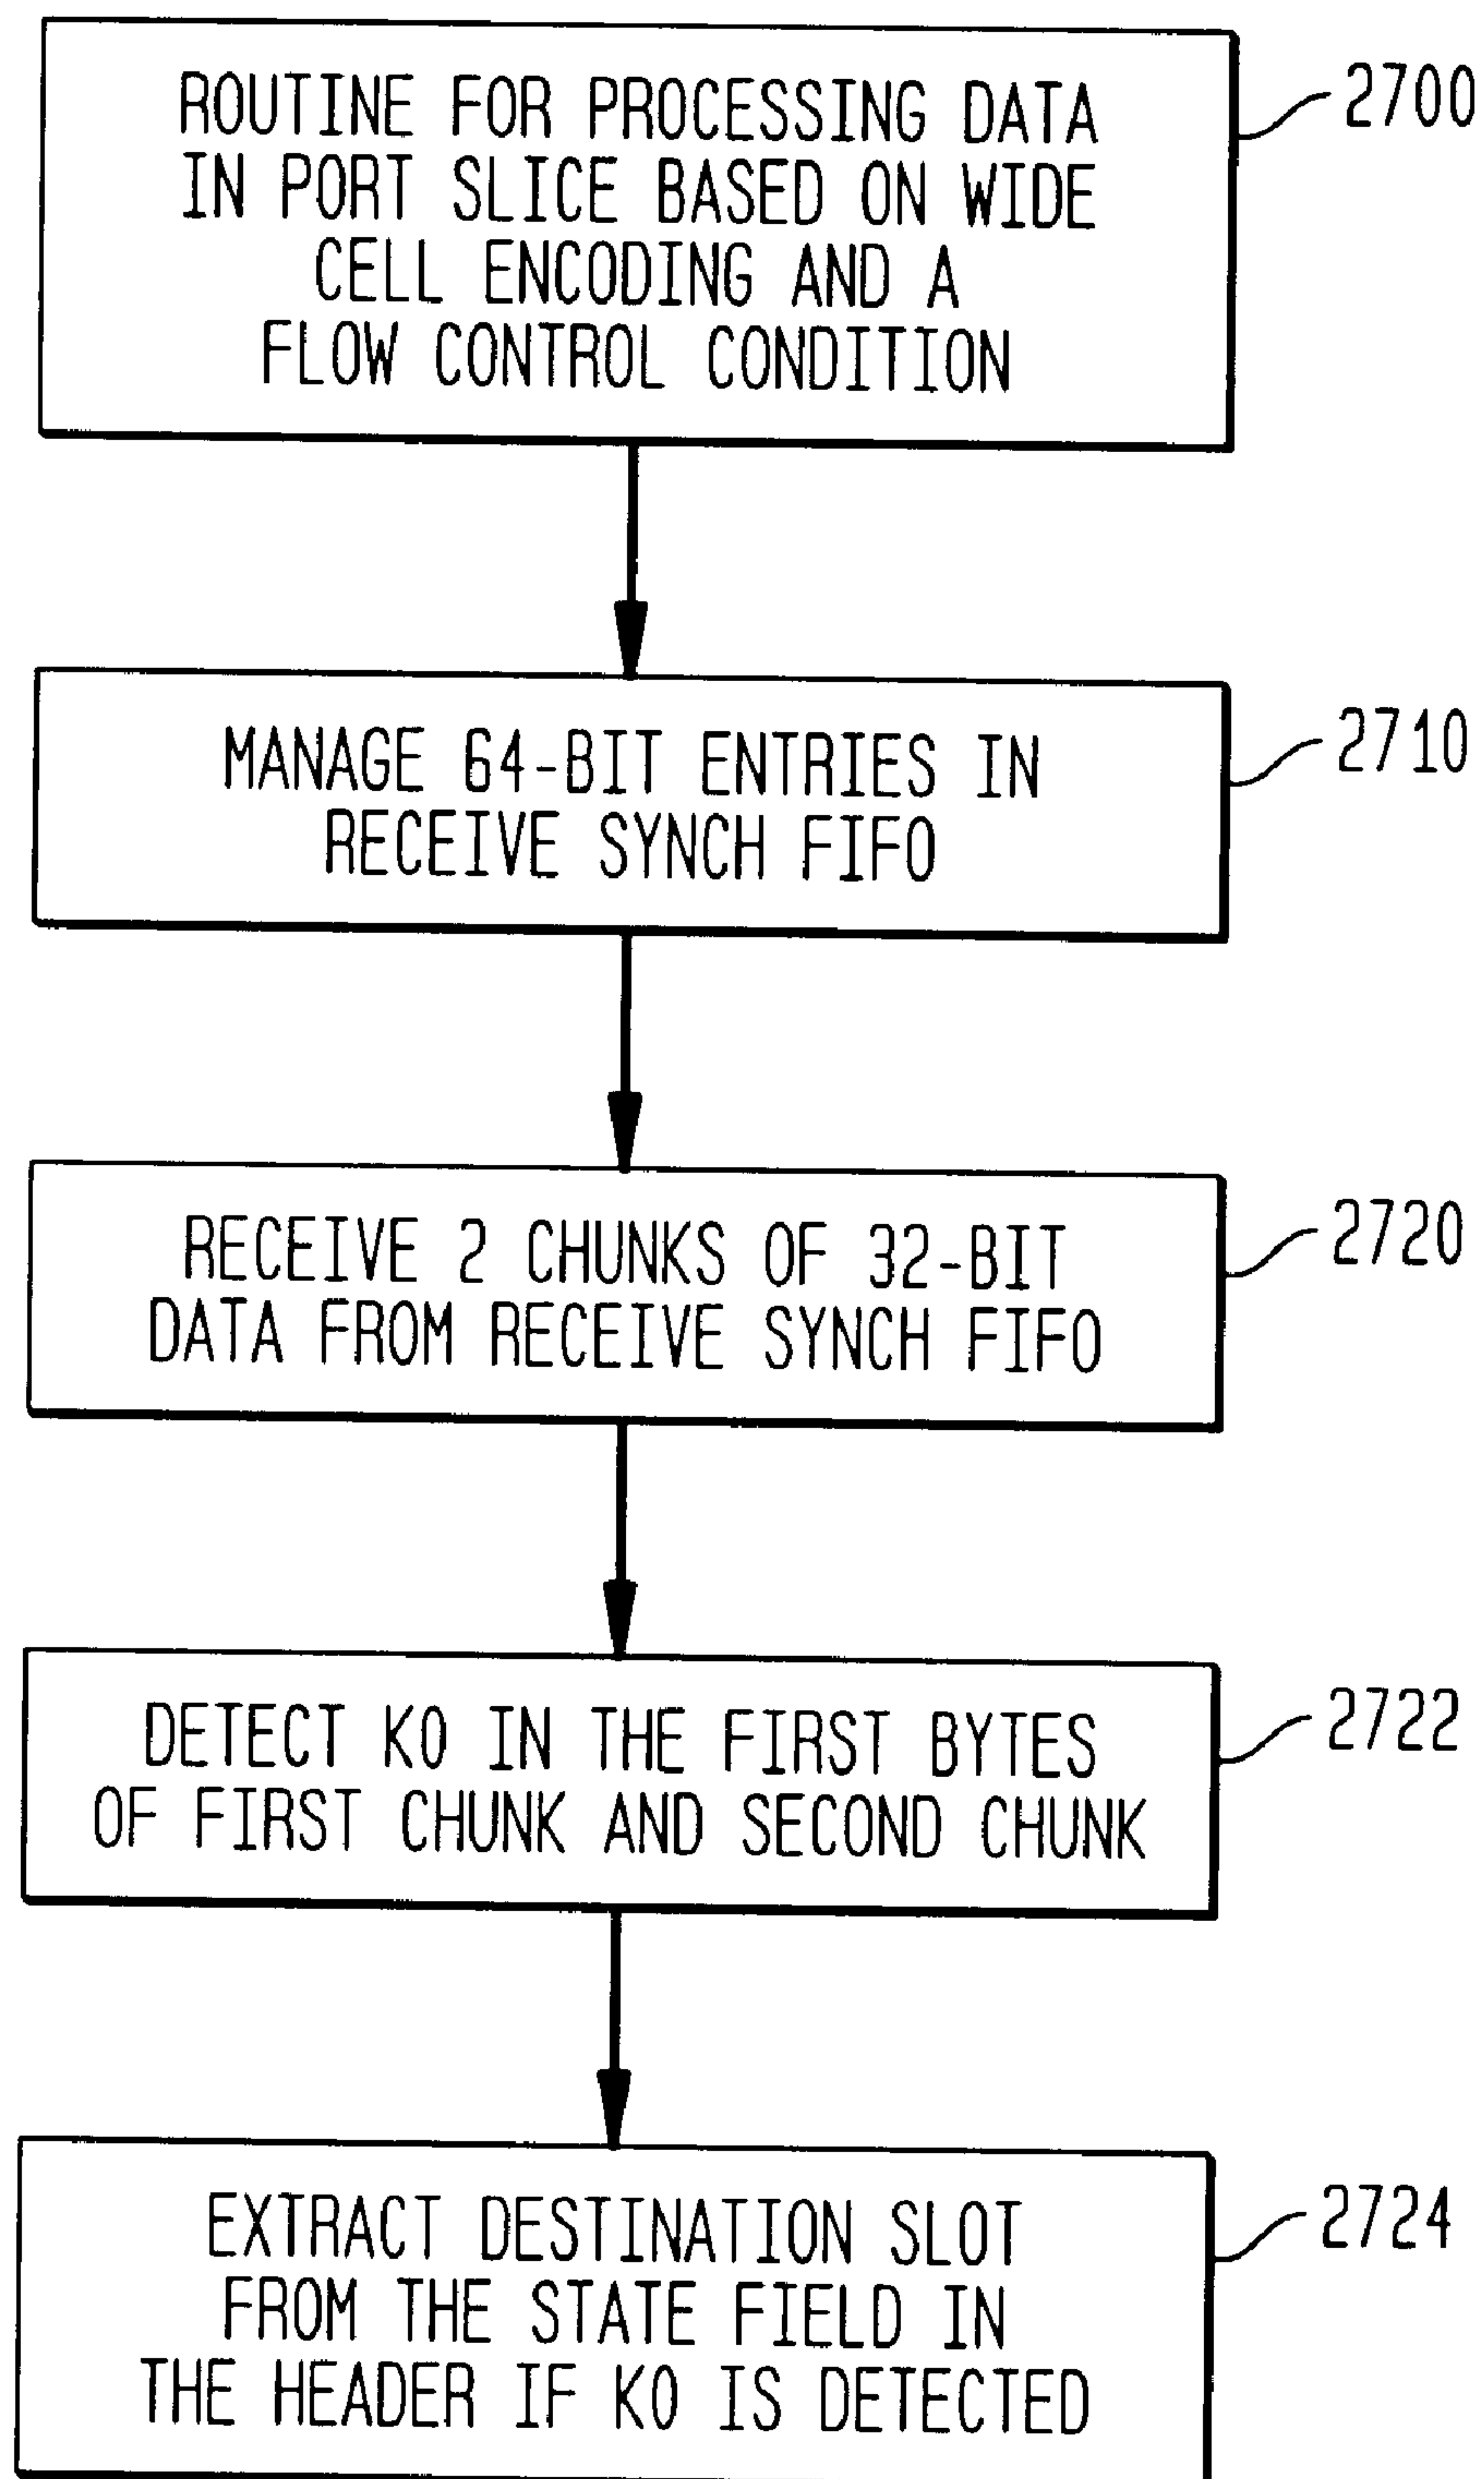 ROUTINE FOR PROCESSING DATA
IN PORT SLICE BASED ON WIDE
CELL ENCODING AND A
FLOW CONTROL CONDITION
2700
MANAGE 64-BIT ENTRIES IN
RECEIVE SYNCH FIFO
2710
RECEIVE 2 CHUNKS OF 32-BIT
DATA FROM RECEIVE SYNCH FIFO
2720
DETECT K0 IN THE FIRST BYTES
OF FIRST CHUNK AND SECOND CHUNK
2722
EXTRACT DESTINATION SLOT
FROM THE STATE FIELD IN
THE HEADER IF K0 IS DETECTED
2724